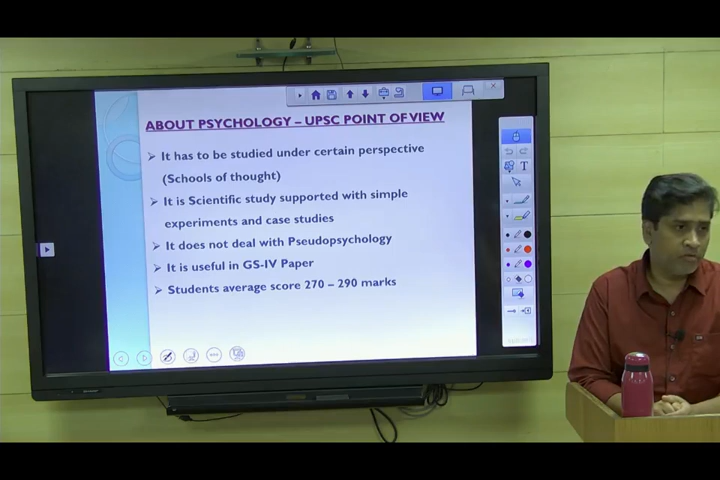 ABOUT PSYCHOLOGY – UPSC POINT OF VIEW
➢ It has to be studied under certain perspective
(Schools of thought)
➢ It is Scientific study supported with simple
experiments and case studies
➢ It does not deal with Pseudopsychology
➢ It is useful in GS-IV Paper
➢ Students average score 270 – 290 marks
T